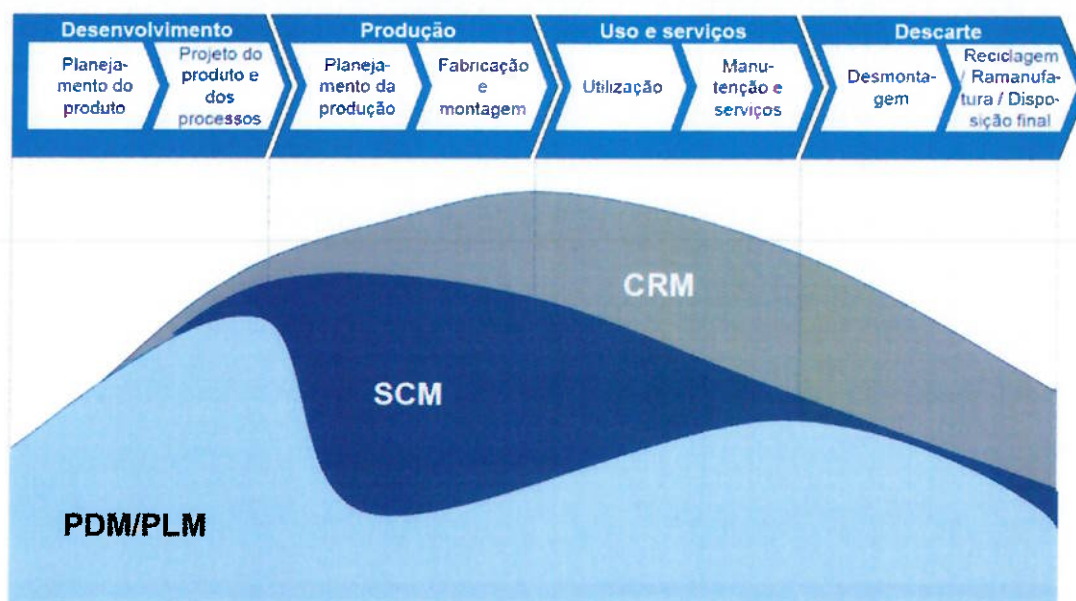 Desenvolvimento
Planeja-
mento do
produto
Projeto do
produto e
dos
processos
Produção
Planeja-
mento da
produção
Fabricação
e
montagem
Uso e serviços
Utilização
Manu-
tenção e
serviços
Descarte
Desmonta-
gem
Reciclagem
/ Ramanufa-
tura / Dispo-
sição final
CRM
SCM
PDM/PLM